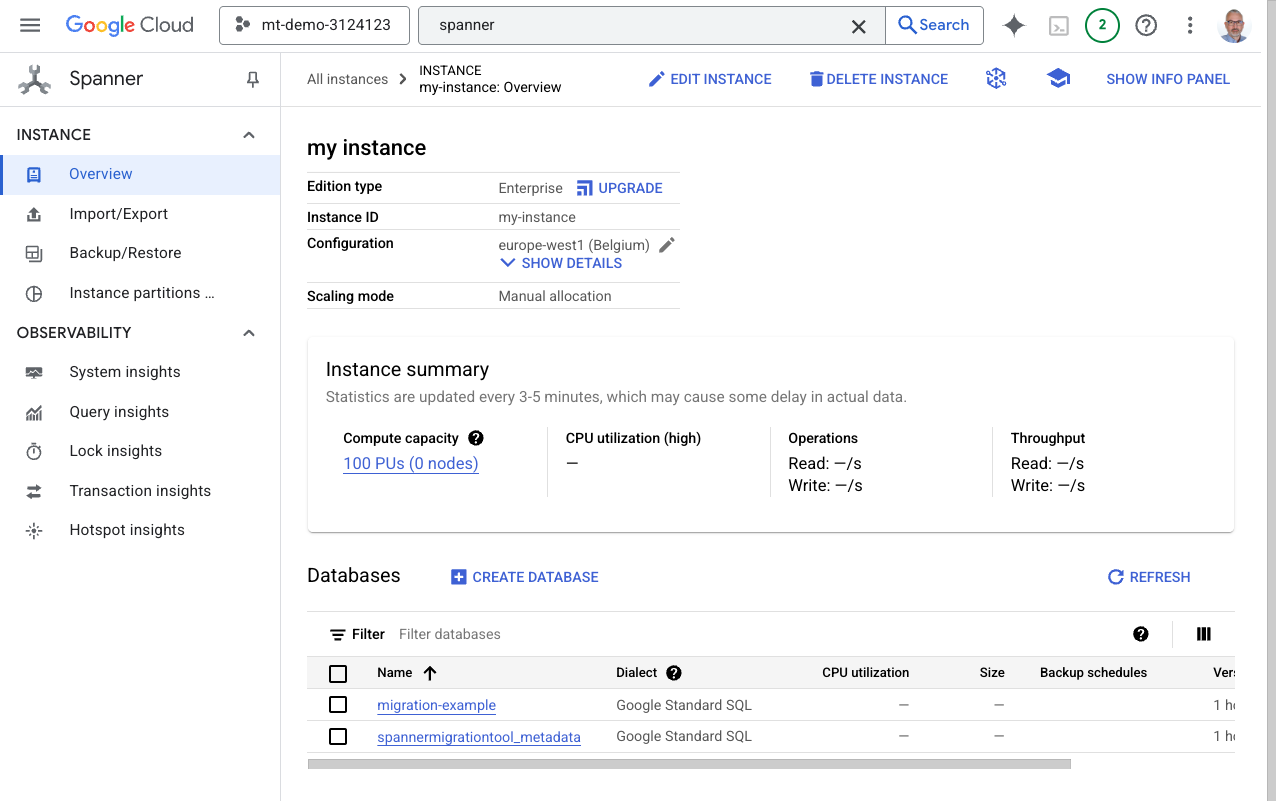 Google Cloud
mt-demo-3124123
spanner
Search
2
Spanner
All instances
INSTANCE
my-instance: Overview
EDIT INSTANCE
DELETE INSTANCE
SHOW INFO PANEL
INSTANCE
Overview
Import/Export
Backup/Restore
Instance partitions ...
OBSERVABILITY
System insights
Query insights
Lock insights
Transaction insights
Hotspot insights
my instance
Edition type Enterprise UPGRADE
Instance ID my-instance
Configuration europe-west1 (Belgium)
SHOW DETAILS
Scaling mode Manual allocation
Instance summary
Statistics are updated every 3-5 minutes, which may cause some delay in actual data.
Compute capacity CPU utilization (high) Operations Throughput
100 PUs (0 nodes) — Read: —/s Read: —/s
Write: —/s Write: —/s
Databases CREATE DATABASE REFRESH
Filter Filter databases
Name Dialect CPU utilization Size Backup schedules
migration-example Google Standard SQL — — 1
spannermigrationtool_metadata Google Standard SQL — — 1